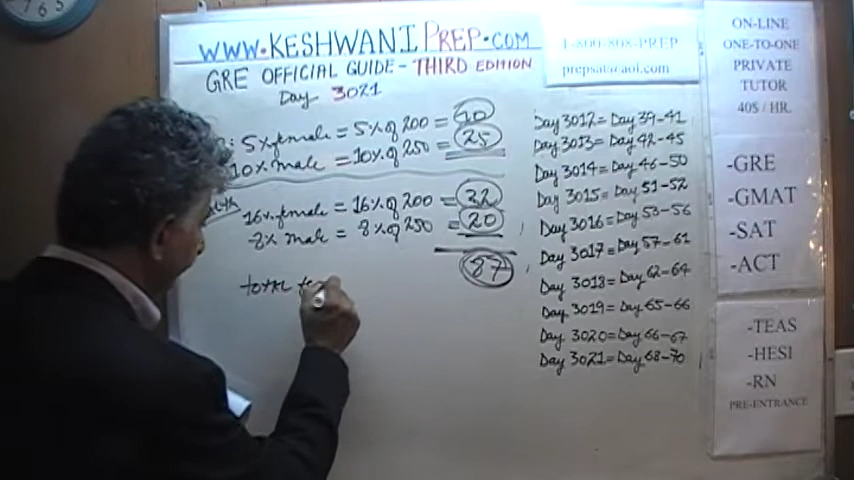 7 6 5
www.KESHWANIPREP.COM
GRE OFFICIAL GUIDE - THIRD EDITION
Day 3021
5% female = 5% of 200 = 10
10% male = 10% of 250 = 25
16% female = 16% of 200 = 32
8% male = 8% of 250 = 20
87
total
1-800-808-PREP
prepsat@aol.com
Day 3012 = Day 39-41
Day 3013 = Day 42-45
Day 3014 = Day 46-50
Day 3015 = Day 51-52
Day 3016 = Day 53-56
Day 3017 = Day 57-61
Day 3018 = Day 62-64
Day 3019 = Day 65-66
Day 3020 = Day 66-67
Day 3021 = Day 68-70
ON-LINE
ONE-TO-ONE
PRIVATE
TUTOR
40$ / HR.
-GRE
-GMAT
-SAT
-ACT
-TEAS
-HESI
-RN
PRE-ENTRANCE